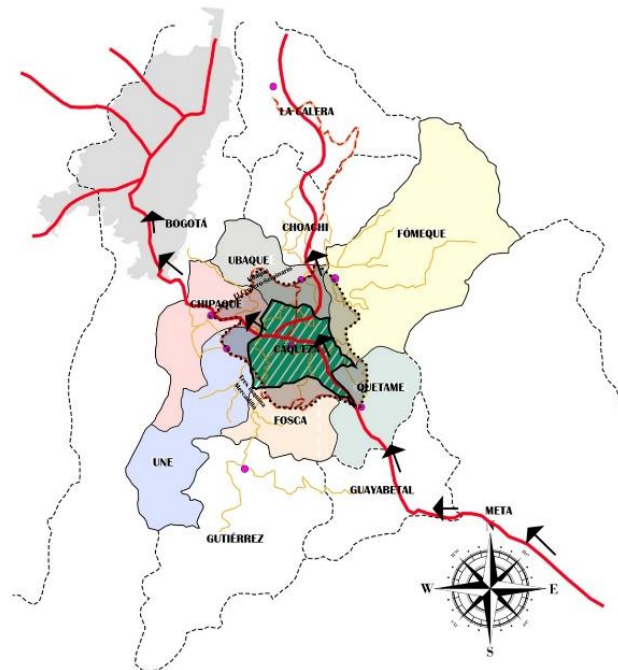 LA CALERA
BOGOTÁ
CHOACHI
FÓMEQUE
UBAQUE
CHIPAQUE
CÁQUEZA
QUETAME
FOSCA
UNE
GUAYABETAL
META
GUTIÉRREZ
N
W
E
S